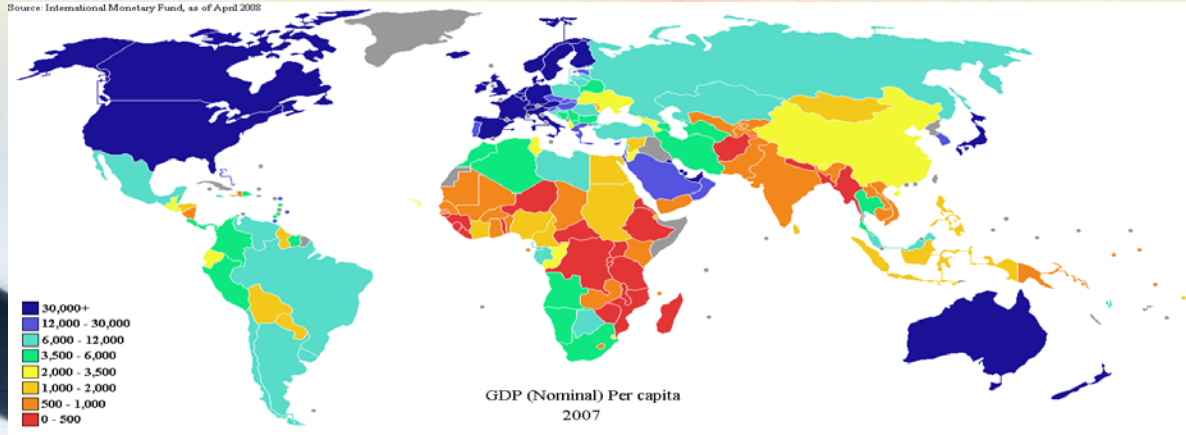 Source: International Monetary Fund, as of April 2008
30,000+
12,000 - 30,000
6,000 - 12,000
3,500 - 6,000
2,000 - 3,500
1,000 - 2,000
500 - 1,000
0 - 500
GDP (Nominal) Per capita
2007